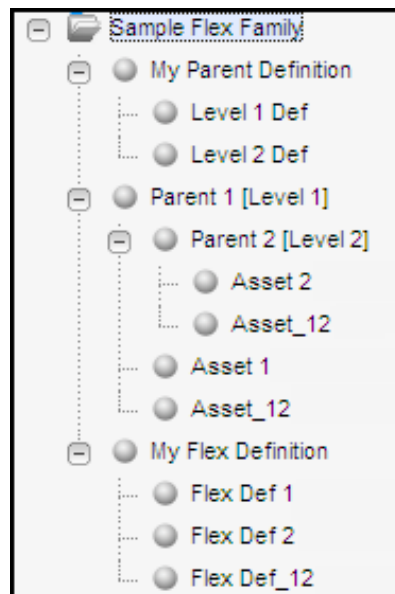 Sample Flex Family
My Parent Definition
Level 1 Def
Level 2 Def
Parent 1 [Level 1]
Parent 2 [Level 2]
Asset 2
Asset_12
Asset 1
Asset_12
My Flex Definition
Flex Def 1
Flex Def 2
Flex Def_12